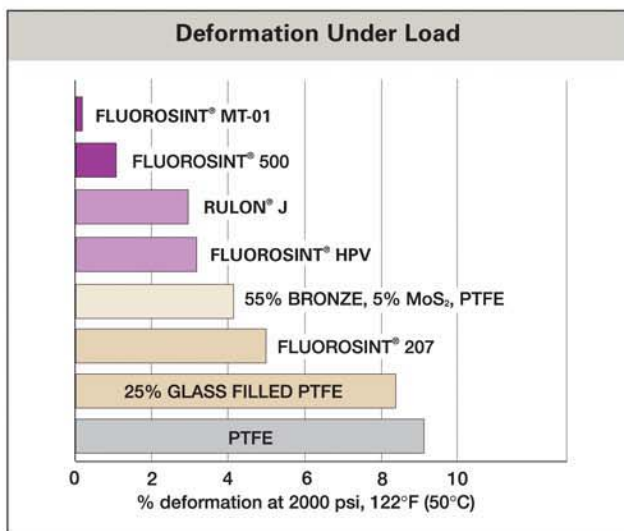 Deformation Under Load
FLUOROSINT® MT-01
FLUOROSINT® 500
RULON® J
FLUOROSINT® HPV
55% BRONZE, 5% MoS₂, PTFE
FLUOROSINT® 207
25% GLASS FILLED PTFE
PTFE
0 2 4 6 8 10
% deformation at 2000 psi, 122°F (50°C)